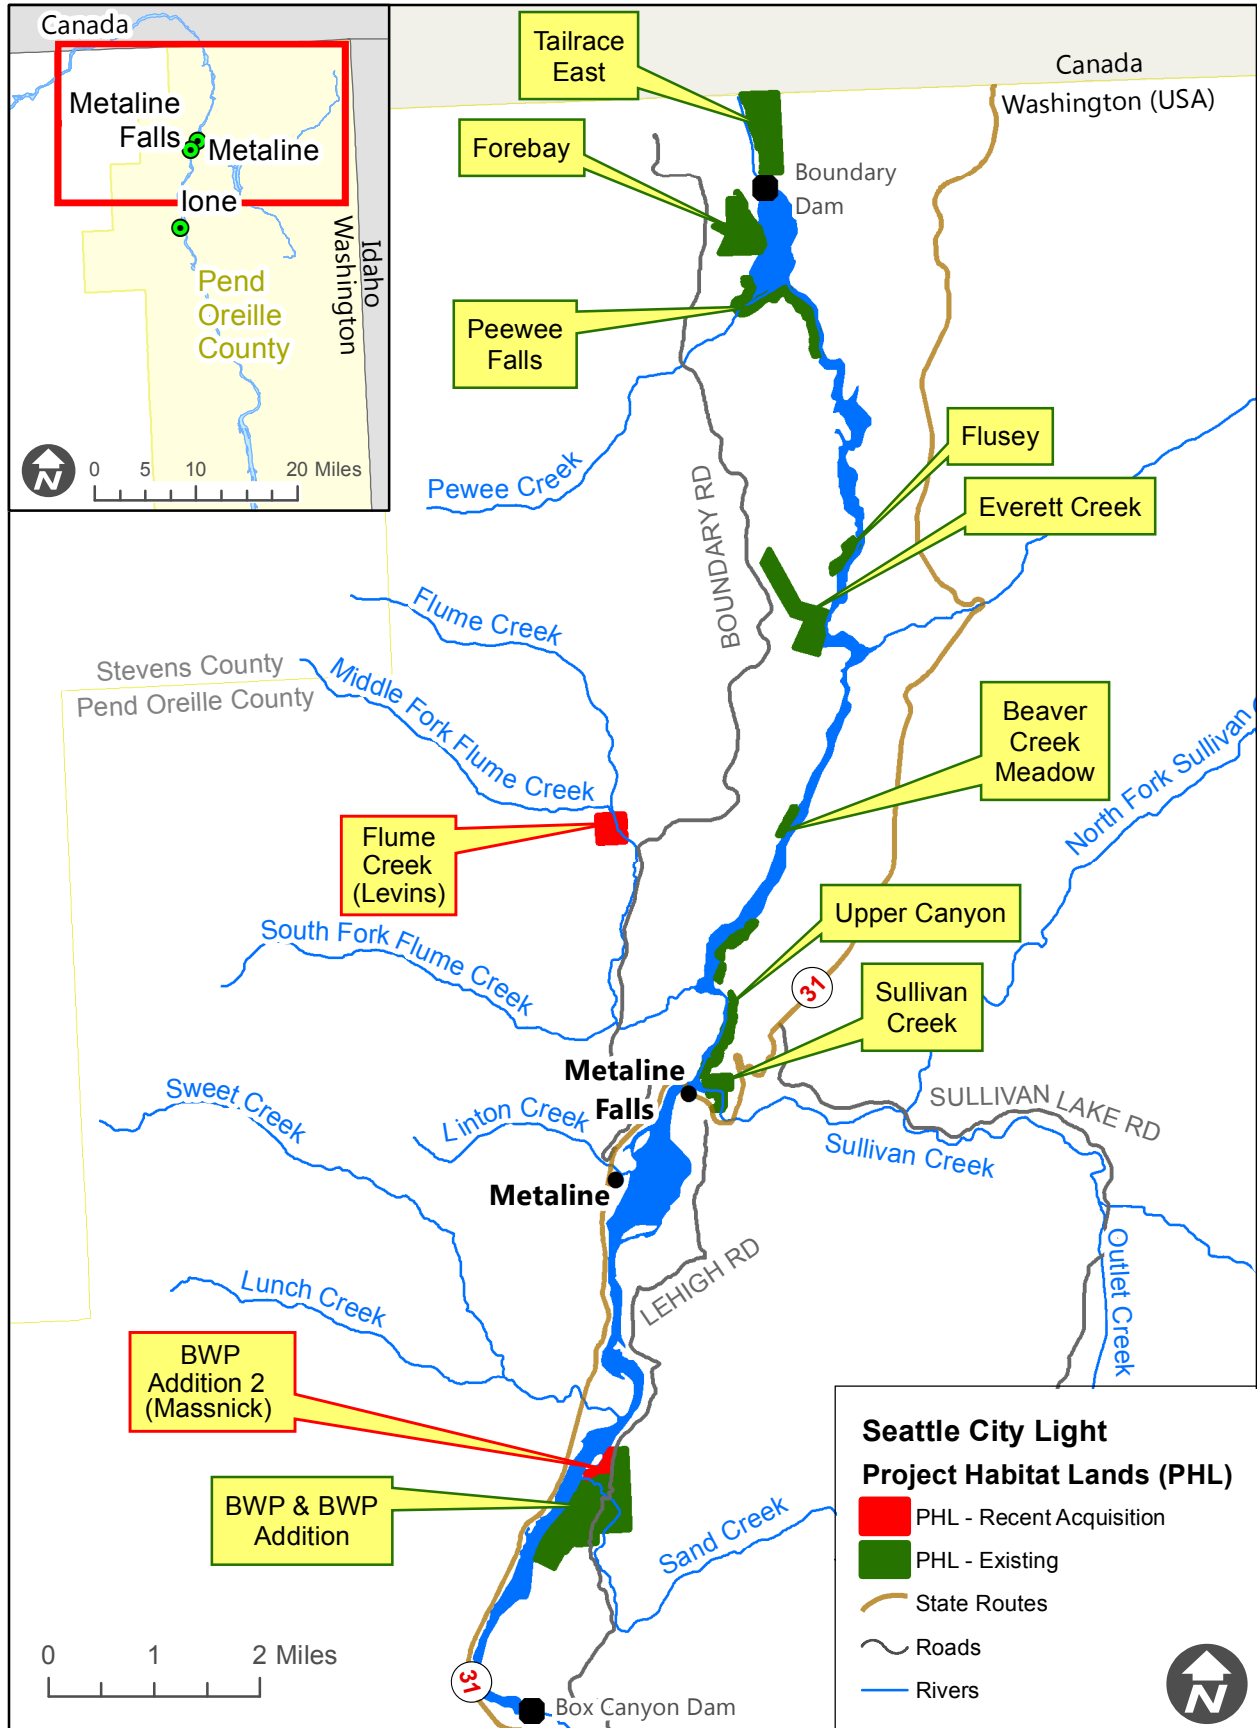 Canada
Metaline
Falls
Metaline
Ione
Pend
Oreille
County
Idaho
Washington
N
0 5 10 20 Miles
Tailrace
East
Canada
Washington (USA)
Forebay
Boundary
Dam
Peewee
Falls
Pewee Creek
BOUNDARY RD
Flusey
Everett Creek
Flume Creek
Stevens County
Pend Oreille County
Middle Fork Flume Creek
Beaver
Creek
Meadow
North Fork Sullivan
Flume
Creek
(Levins)
South Fork Flume Creek
Upper Canyon
31
Sullivan
Creek
Metaline
Falls
Sweet Creek
Linton Creek
SULLIVAN LAKE RD
Sullivan Creek
Metaline
Outlet Creek
LEHIGH RD
Lunch Creek
BWP
Addition 2
(Massnick)
BWP & BWP
Addition
Sand Creek
0 1 2 Miles
31
Box Canyon Dam
Seattle City Light
Project Habitat Lands (PHL)
PHL - Recent Acquisition
PHL - Existing
State Routes
Roads
Rivers
N